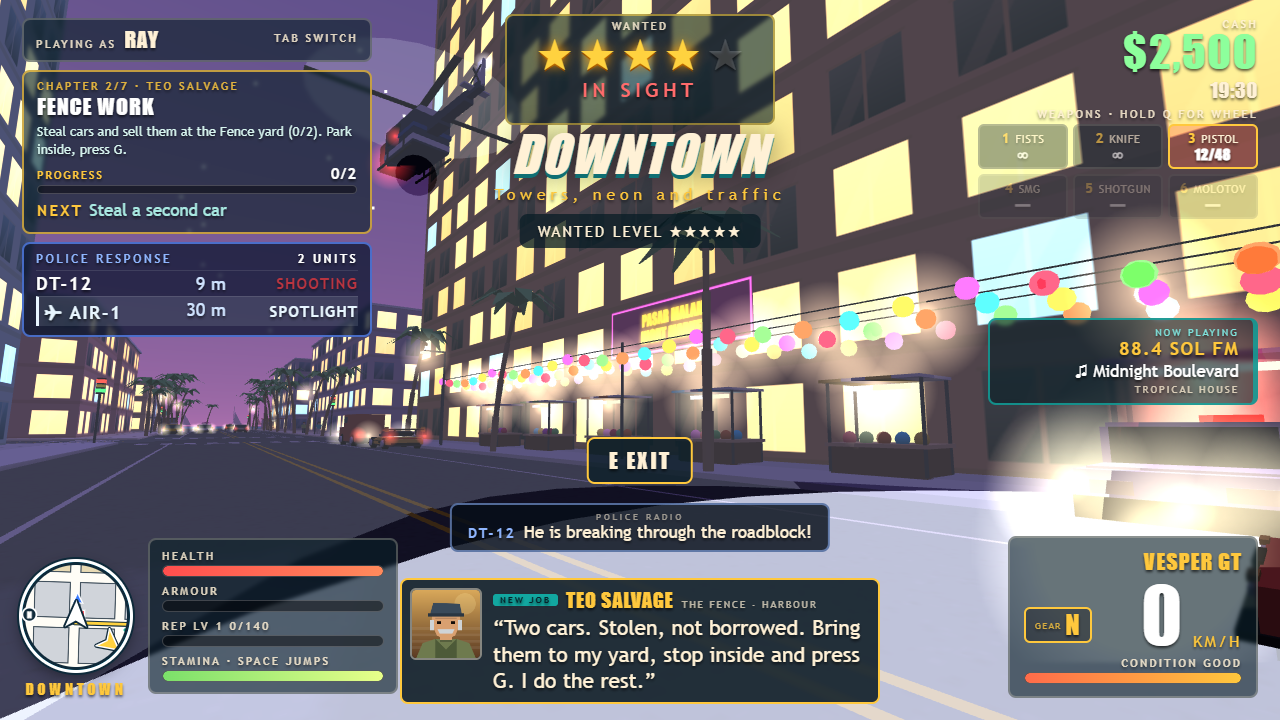 PLAYING AS RAY
TAB SWITCH
CHAPTER 2/7 · TEO SALVAGE
FENCE WORK
Steal cars and sell them at the Fence yard (0/2). Park
inside, press G.
PROGRESS 0/2
NEXT Steal a second car
POLICE RESPONSE 2 UNITS
DT-12 9 m SHOOTING
AIR-1 30 m SPOTLIGHT
WANTED
IN SIGHT
DOWNTOWN
Towers, neon and traffic
WANTED LEVEL ★★★★★
CASH
$2,500
19:30
WEAPONS · HOLD Q FOR WHEEL
1 FISTS
∞
2 KNIFE
∞
3 PISTOL
12/48
4 SMG
—
5 SHOTGUN
—
6 MOLOTOV
—
PASAR MALAM
NOW PLAYING
88.4 SOL FM
♫ Midnight Boulevard
TROPICAL HOUSE
E EXIT
POLICE RADIO
DT-12 He is breaking through the roadblock!
HEALTH
ARMOUR
REP LV 1 0/140
STAMINA · SPACE JUMPS
DOWNTOWN
NEW JOB TEO SALVAGE THE FENCE · HARBOUR
“Two cars. Stolen, not borrowed. Bring
them to my yard, stop inside and press
G. I do the rest.”
VESPER GT
GEAR N
0
KM/H
CONDITION GOOD